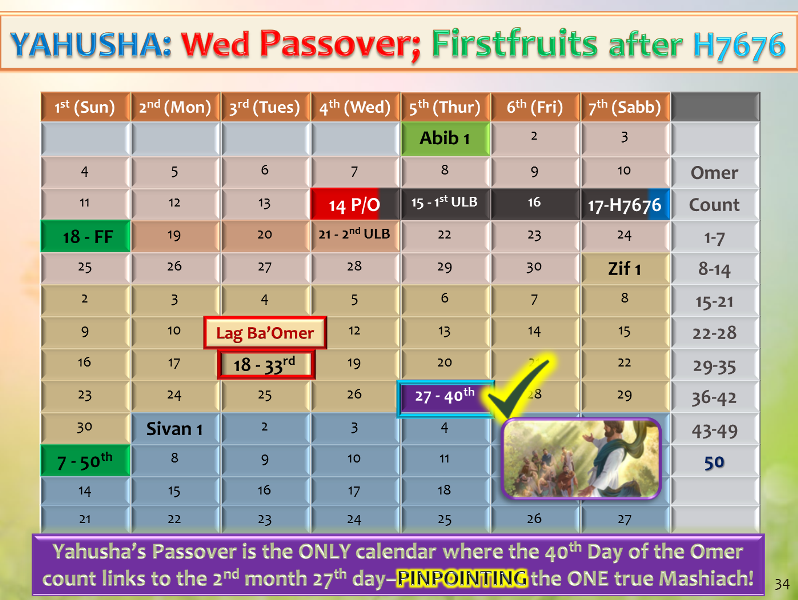 YAHUSHA: Wed Passover; Firstfruits after H7676
1st (Sun) 2nd (Mon) 3rd (Tues) 4th (Wed) 5th (Thur) 6th (Fri) 7th (Sabb)
Abib 1 2 3
4 5 6 7 8 9 10 Omer
11 12 13 14 P/O 15 - 1st ULB 16 17-H7676 Count
18 - FF 19 20 21 - 2nd ULB 22 23 24 1-7
25 26 27 28 29 30 Zif 1 8-14
2 3 4 5 6 7 8 15-21
9 10 Lag Ba’Omer 12 13 14 15 22-28
16 17 18 - 33rd 19 20 22 29-35
23 24 25 26 27 - 40th 28 29 36-42
30 Sivan 1 2 3 4 43-49
7 - 50th 8 9 10 11 50
14 15 16 17 18
21 22 23 24 25 26 27
Yahusha’s Passover is the ONLY calendar where the 40th Day of the Omer
count links to the 2nd month 27th day–PINPOINTING the ONE true Mashiach!
34